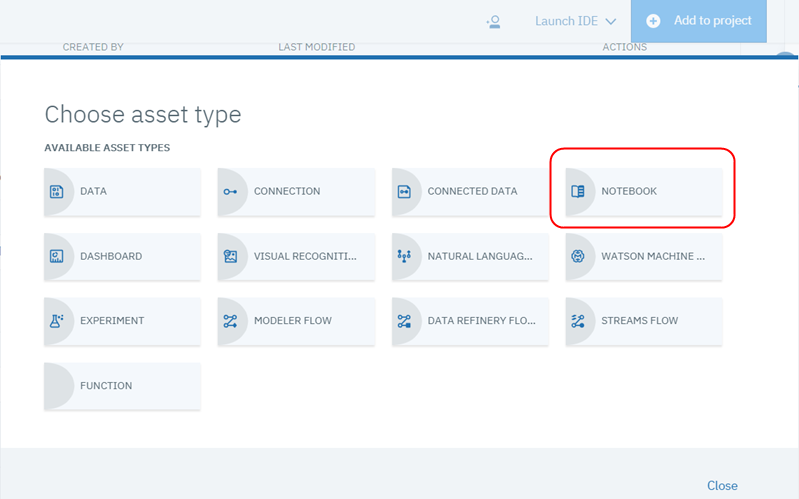 Launch IDE
Add to project
CREATED BY LAST MODIFIED ACTIONS
Choose asset type
AVAILABLE ASSET TYPES
DATA CONNECTION CONNECTED DATA NOTEBOOK
DASHBOARD VISUAL RECOGNITI... NATURAL LANGUAG... WATSON MACHINE ...
EXPERIMENT MODELER FLOW DATA REFINERY FLO... STREAMS FLOW
FUNCTION
Close